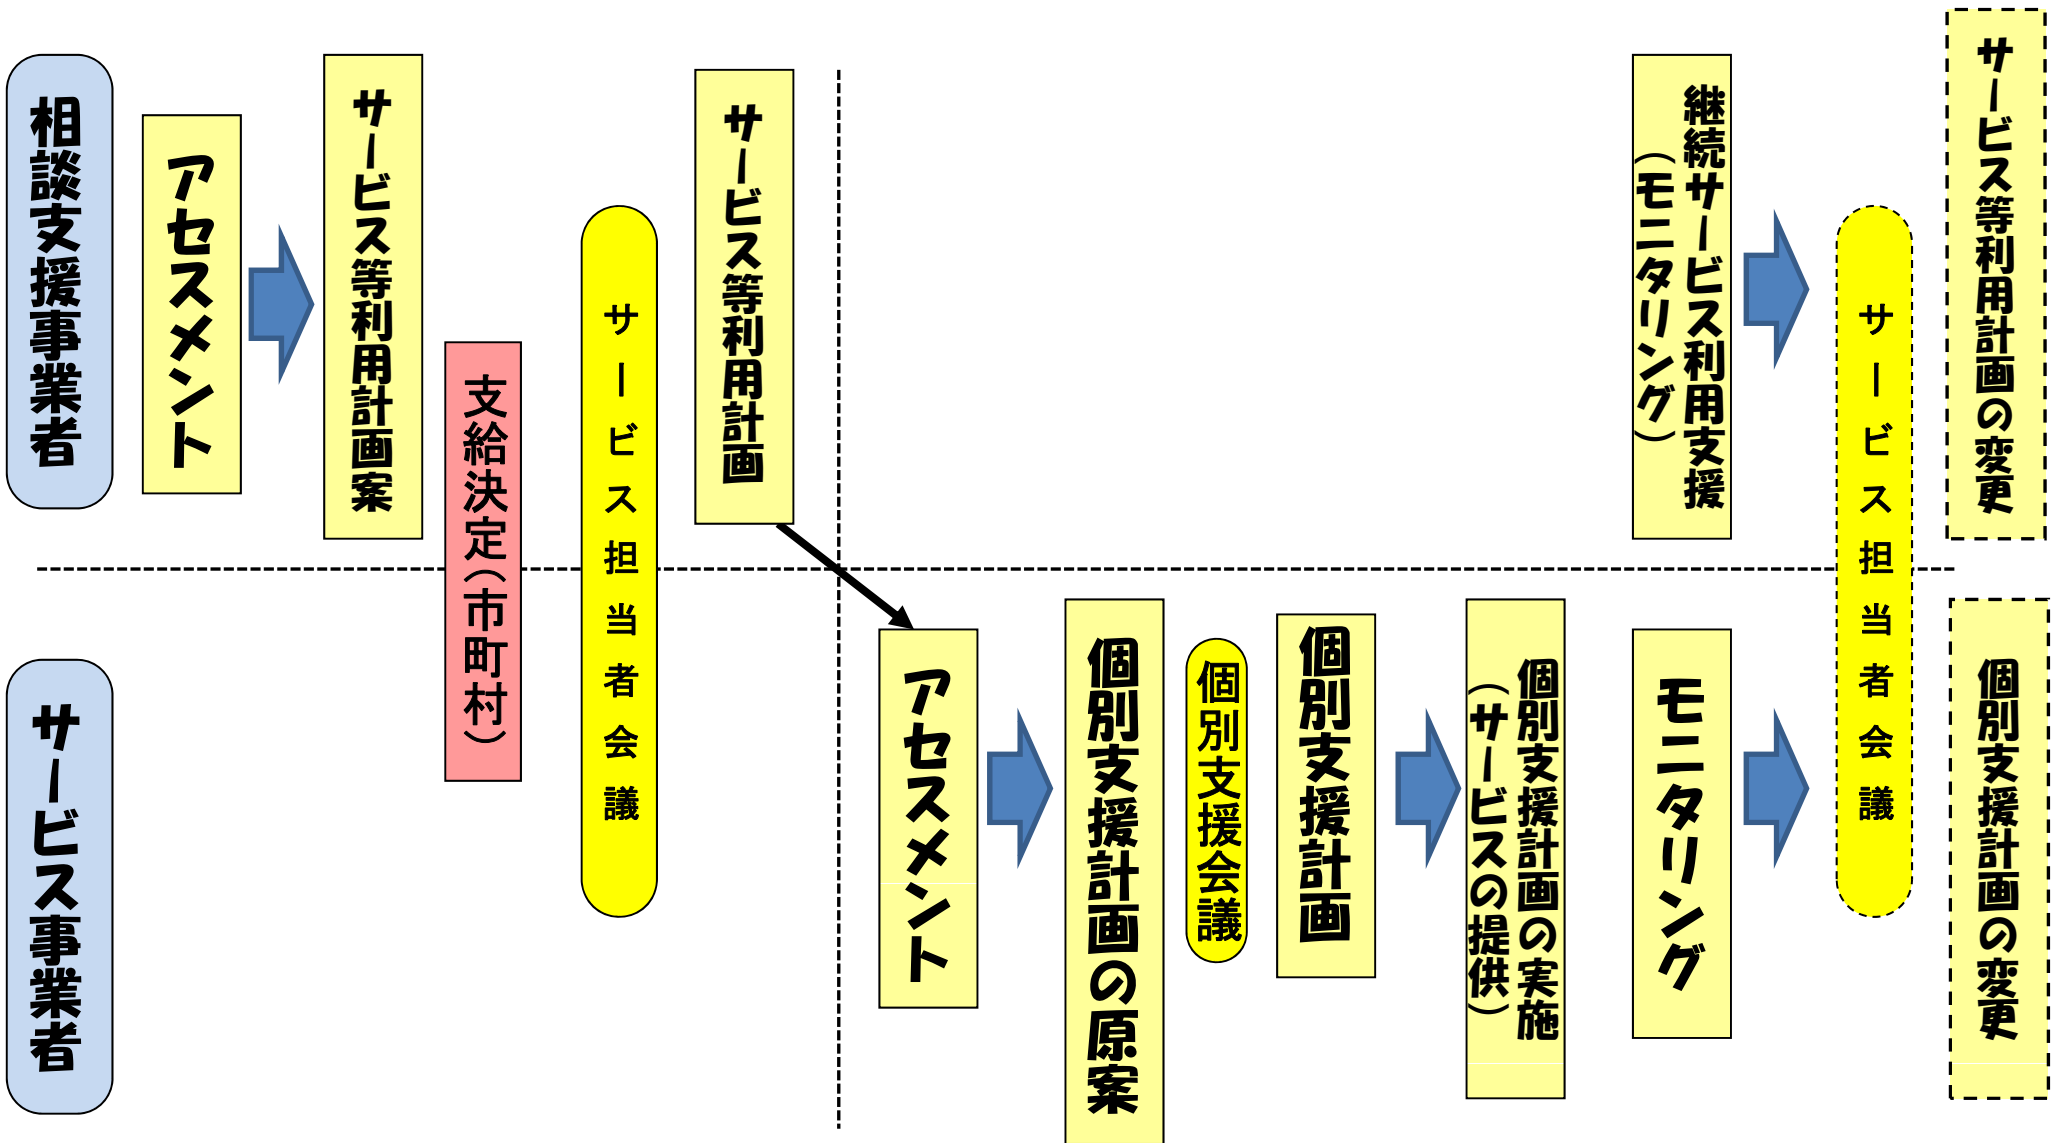 相談支援事業者
アセスメント
サービス等利用計画案
支給決定（市町村）
サービス担当者会議
サービス等利用計画
継続サービス利用支援
（モニタリング）
サービス担当者会議
サービス等利用計画の変更
サービス事業者
アセスメント
個別支援計画の原案
個別支援会議
個別支援計画
個別支援計画の実施
（サービスの提供）
モニタリング
個別支援計画の変更